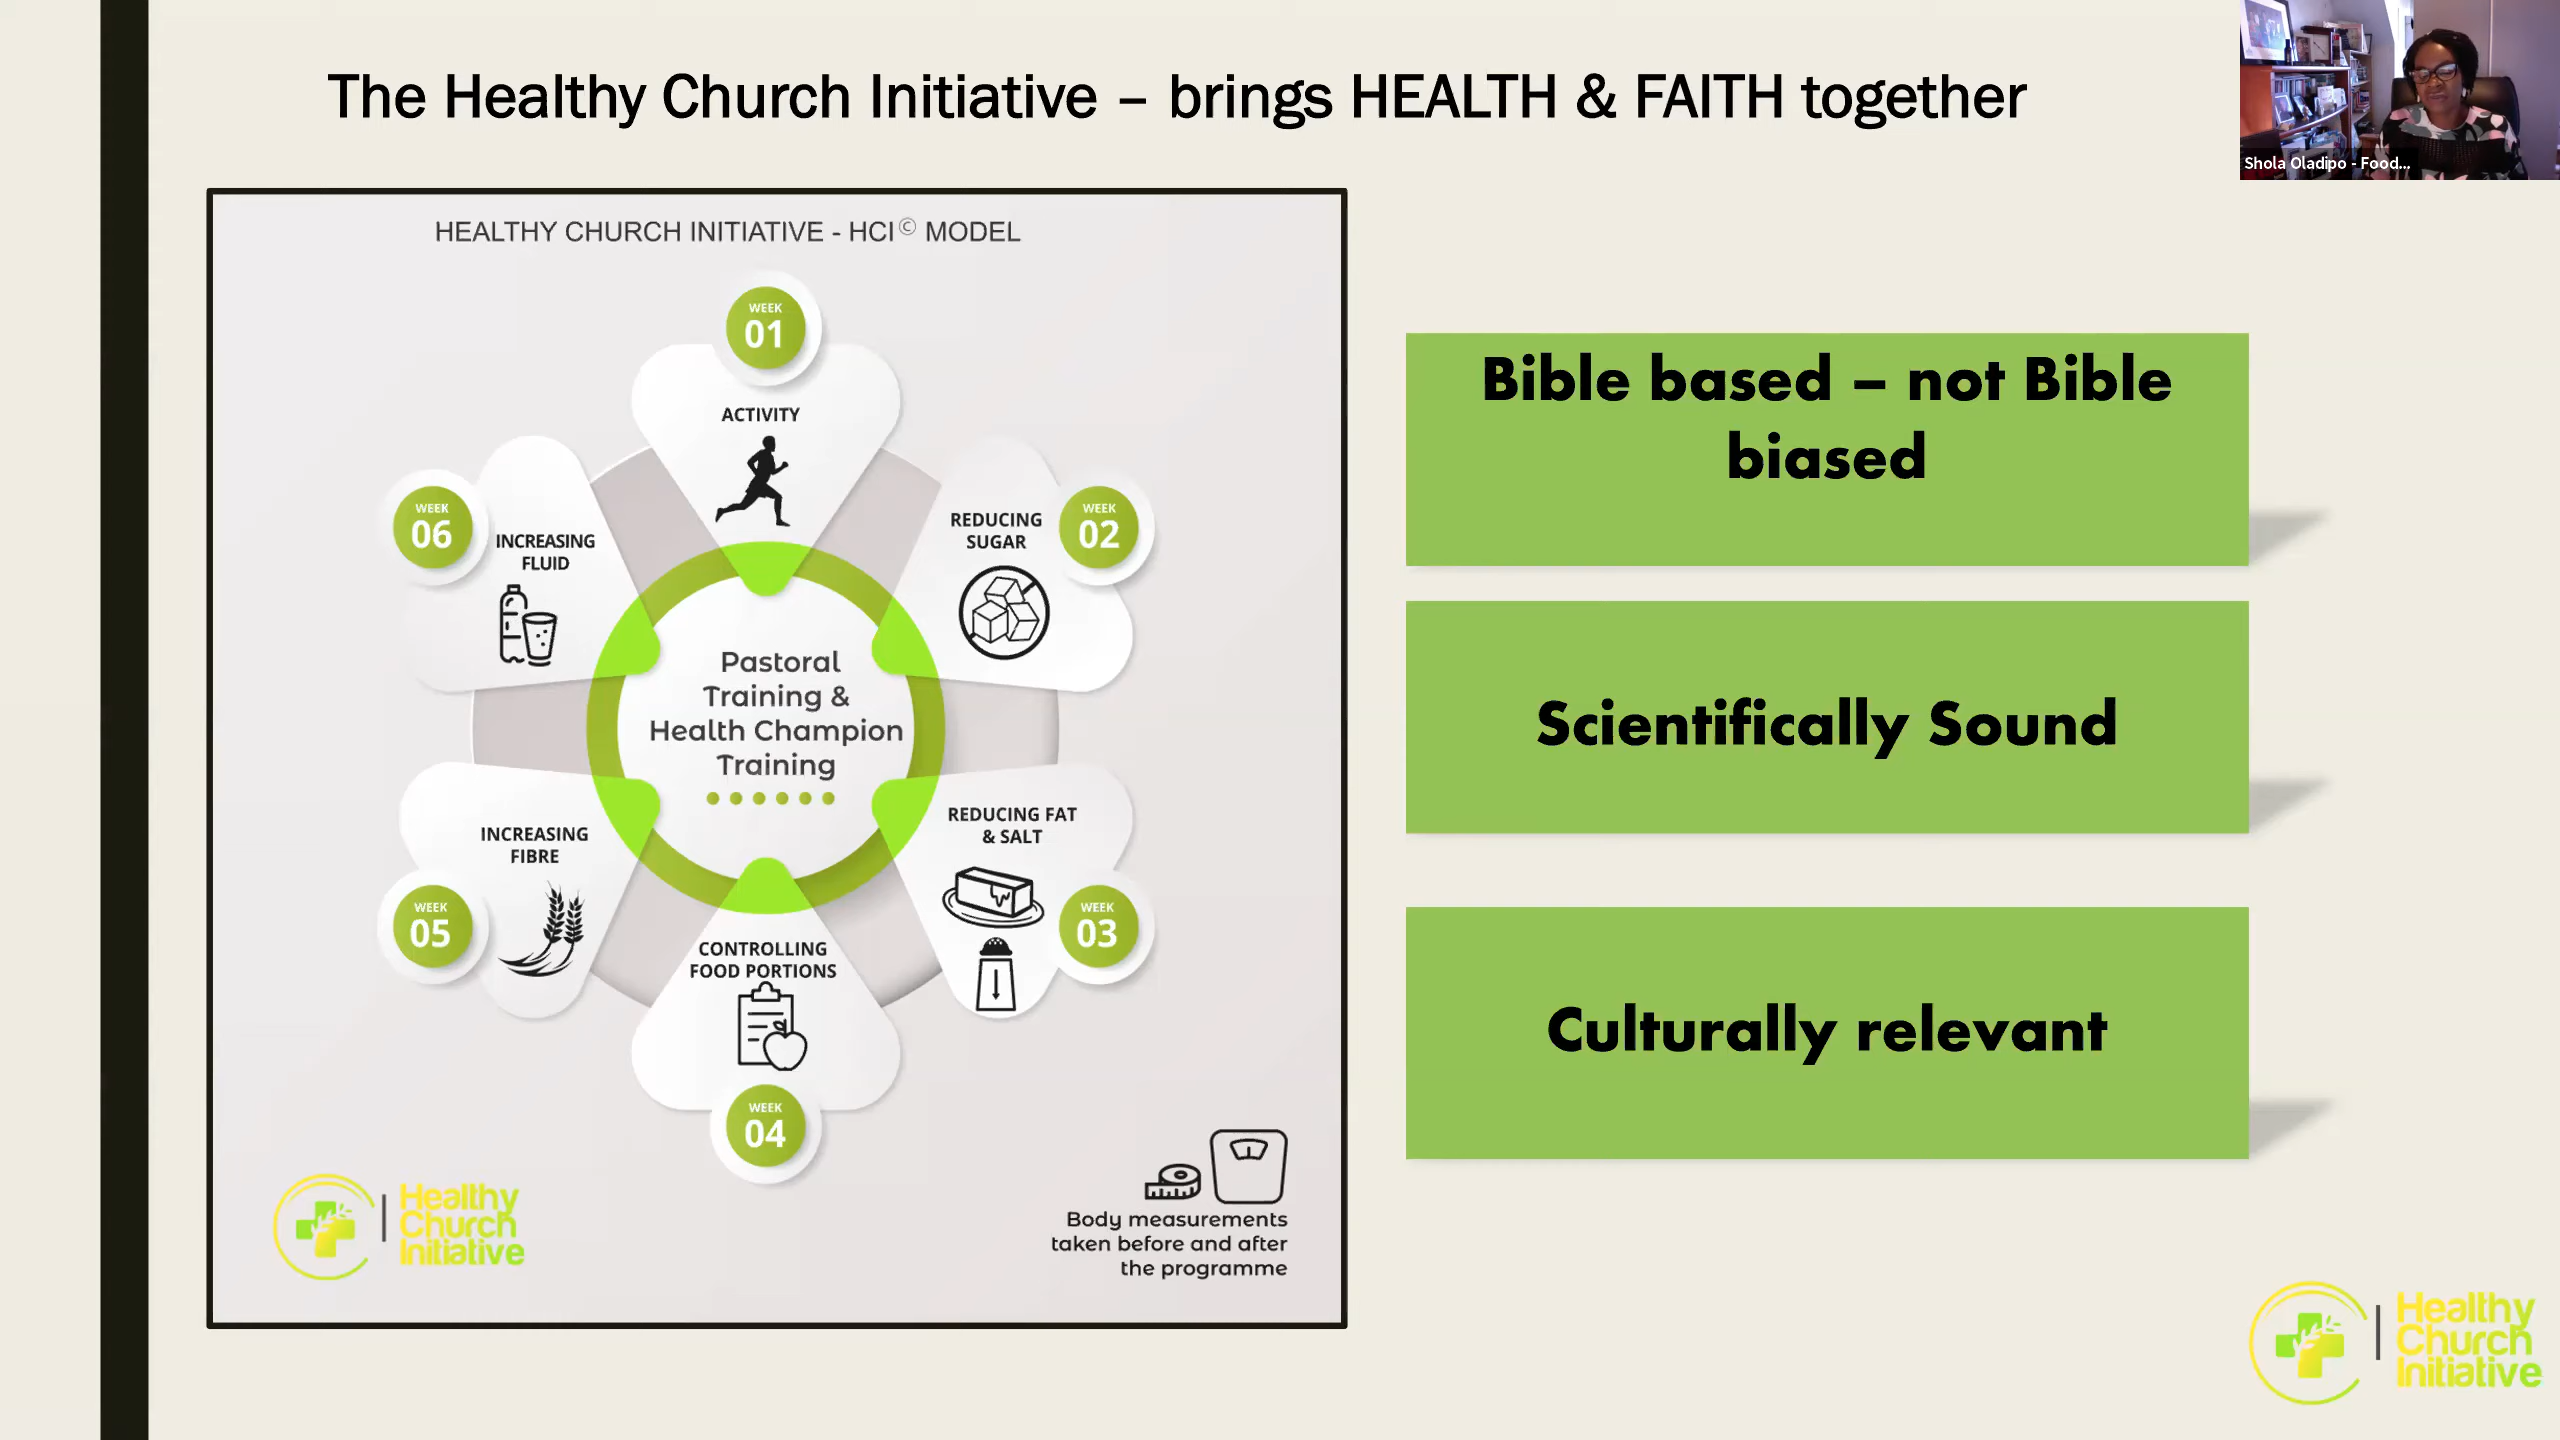 The Healthy Church Initiative – brings HEALTH & FAITH together
Shola Oladipo - Food...
HEALTHY CHURCH INITIATIVE - HCI© MODEL
WEEK
01
ACTIVITY
WEEK
02
REDUCING
SUGAR
WEEK
03
REDUCING FAT
& SALT
WEEK
04
CONTROLLING
FOOD PORTIONS
WEEK
05
INCREASING
FIBRE
WEEK
06
INCREASING
FLUID
Pastoral
Training &
Health Champion
Training
Healthy
Church
Initiative
Body measurements
taken before and after
the programme
Bible based – not Bible
biased
Scientifically Sound
Culturally relevant
Healthy
Church
Initiative